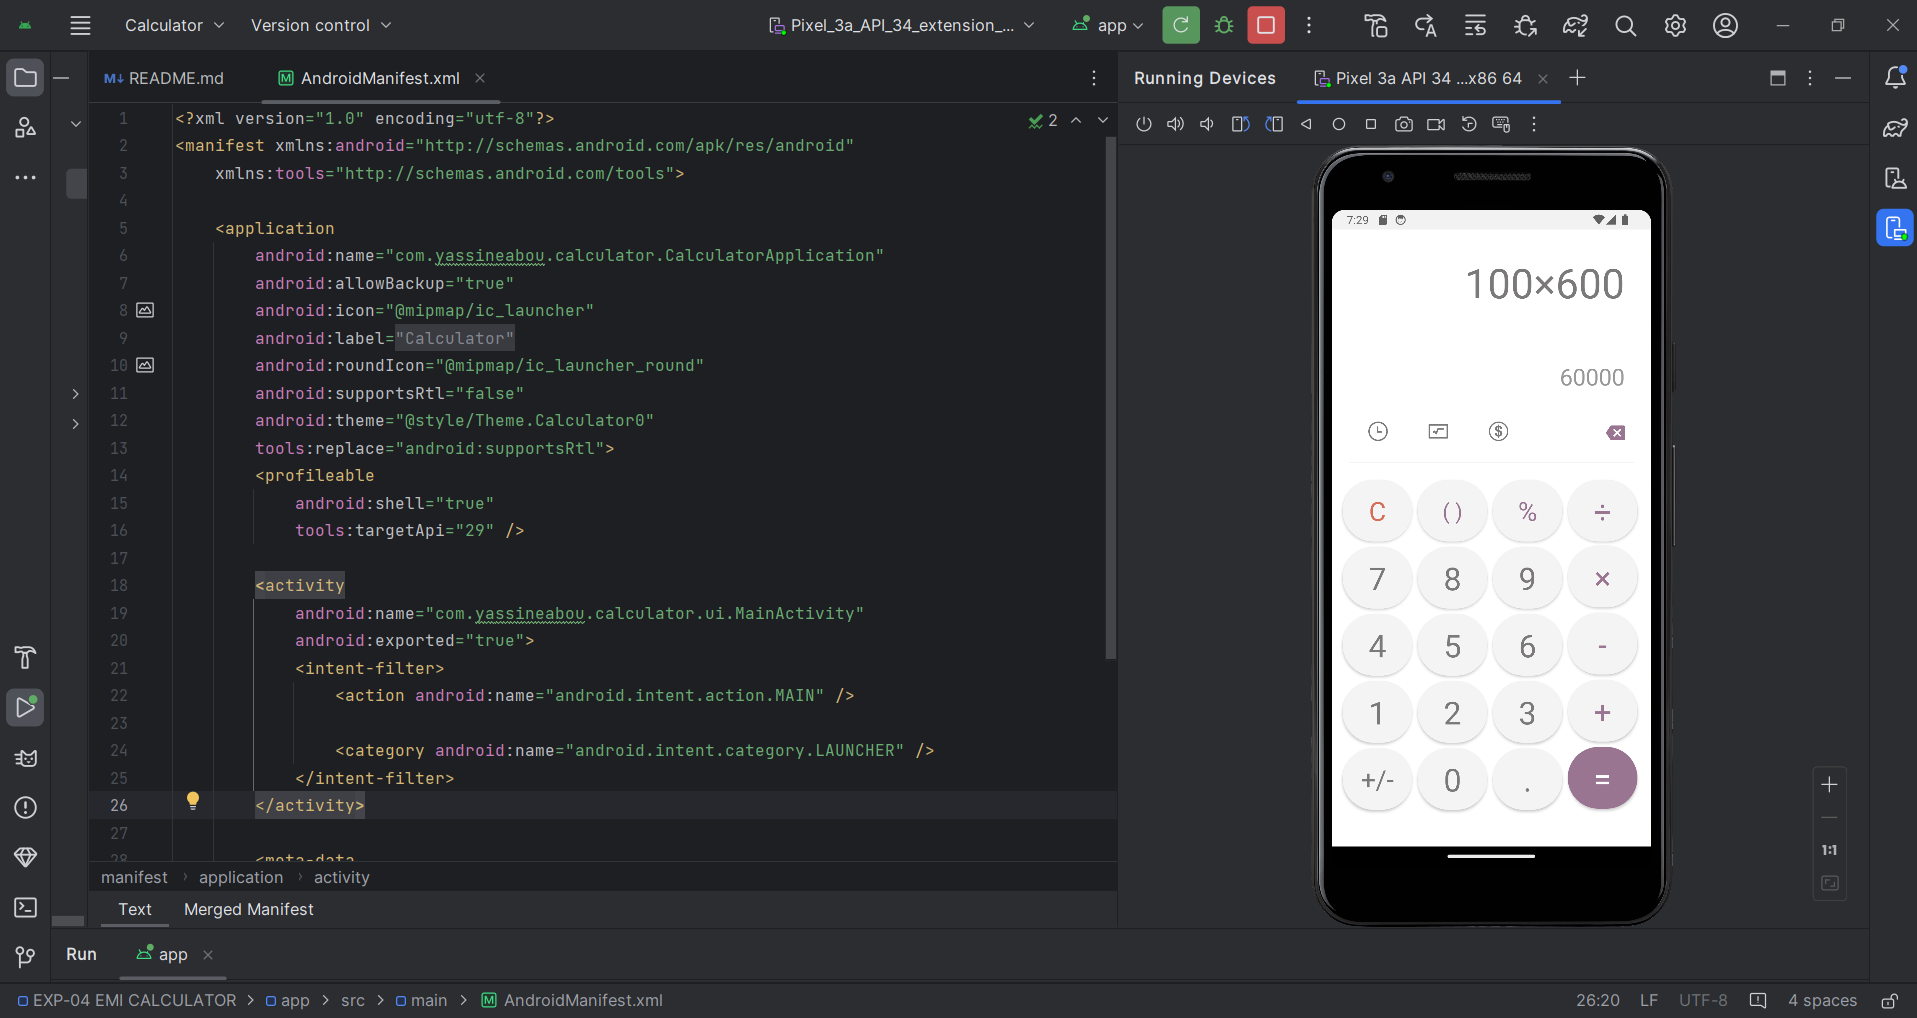 Calculator
Version control
Pixel_3a_API_34_extension_...
app
README.md
AndroidManifest.xml
Running Devices
Pixel 3a API 34 ...x86 64
1 <?xml version="1.0" encoding="utf-8"?>
2
2 <manifest xmlns:android="http://schemas.android.com/apk/res/android"
3 xmlns:tools="http://schemas.android.com/tools">
4
5 <application
6 android:name="com.yassineabou.calculator.CalculatorApplication"
7 android:allowBackup="true"
8 android:icon="@mipmap/ic_launcher"
9 android:label="Calculator"
10 android:roundIcon="@mipmap/ic_launcher_round"
11 android:supportsRtl="false"
12 android:theme="@style/Theme.Calculator0"
13 tools:replace="android:supportsRtl">
14 <profileable
15 android:shell="true"
16 tools:targetApi="29" />
17
18 <activity
19 android:name="com.yassineabou.calculator.ui.MainActivity"
20 android:exported="true">
21 <intent-filter>
22 <action android:name="android.intent.action.MAIN" />
23
24 <category android:name="android.intent.category.LAUNCHER" />
25 </intent-filter>
26 </activity>
27
28 <meta-data
manifest > application > activity
Text
Merged Manifest
7:29
100×600
60000
C ( ) % ÷
7 8 9 ×
4 5 6 -
1 2 3 +
+/- 0 . =
1:1
Run
app
EXP-04 EMI CALCULATOR > app > src > main > AndroidManifest.xml
26:20 LF UTF-8 4 spaces